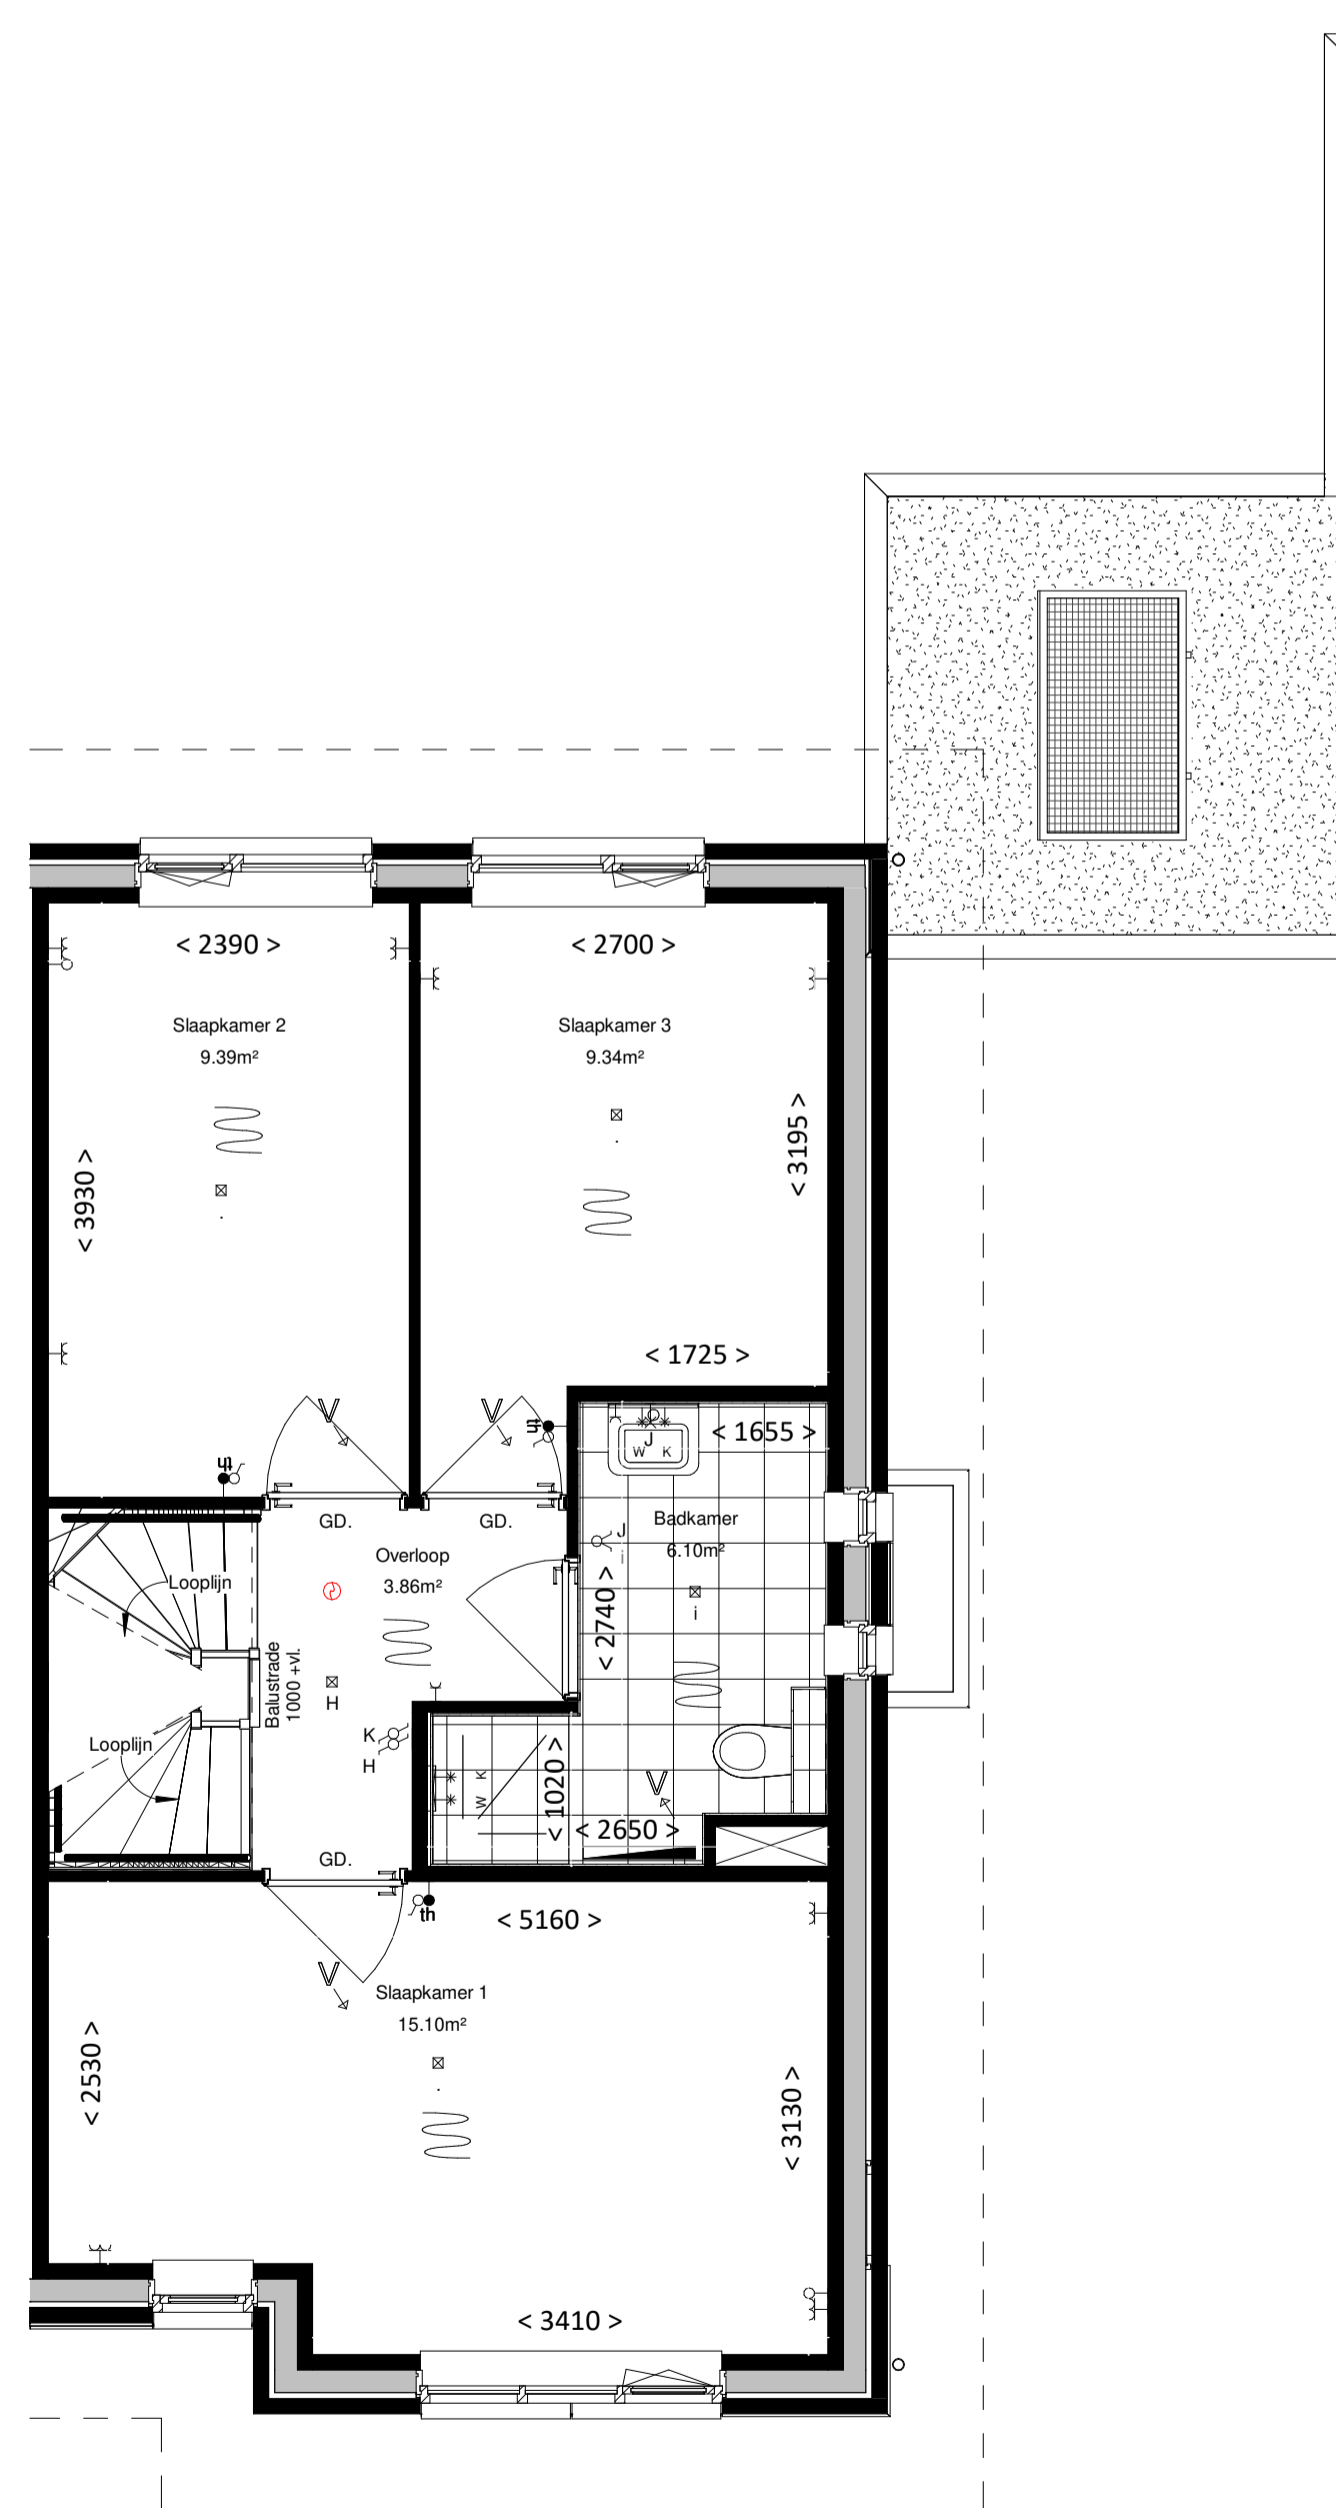 < 2390 >
< 2700 >
Slaapkamer 2
9.39m²
Slaapkamer 3
9.34m²
< 3930 >
< 3195 >
< 1725 >
V
V
th
th
J
W K
< 1655 >
GD.
GD.
Badkamer
6.10m²
J
i
Overloop
3.86m²
Looplijn
< 2740 >
Balustrade
1000 +vl.
H
K
H
Looplijn
W K
< 1020 >
V
< 2650 >
GD.
th
< 5160 >
V
Slaapkamer 1
15.10m²
< 2530 >
< 3130 >
< 3410 >